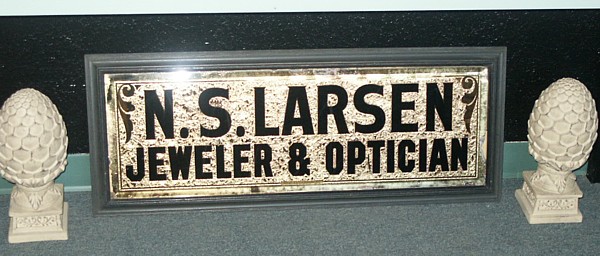 N. S. LARSEN
JEWELER & OPTICIAN